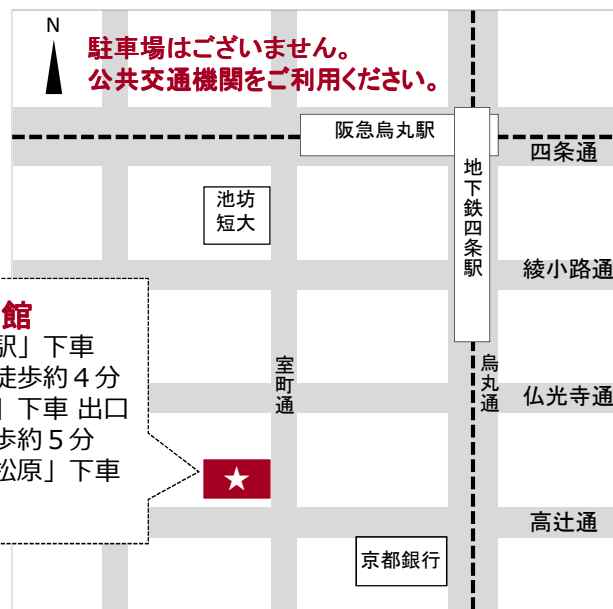 N
駐車場はございません。
公共交通機関をご利用ください。
阪急烏丸駅
四条通
地下鉄四条駅
池坊
短大
綾小路通
館
駅」下車
徒歩約４分
」下車 出口
歩約５分
松原」下車
室町通
烏丸通
仏光寺通
高辻通
京都銀行